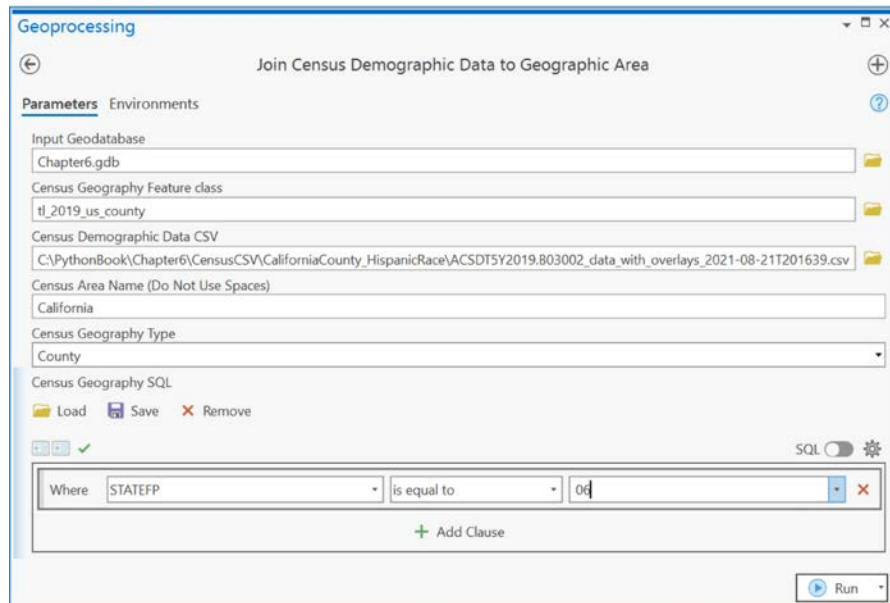 Geoprocessing
Join Census Demographic Data to Geographic Area
Parameters Environments
Input Geodatabase
Chapter6.gdb
Census Geography Feature class
tl_2019_us_county
Census Demographic Data CSV
C:\PythonBook\Chapter6\CensusCSV\CaliforniaCounty_HispanicRace\ACSDT5Y2019.B03002_data_with_overlays_2021-08-21T201639.csv
Census Area Name (Do Not Use Spaces)
California
Census Geography Type
County
Census Geography SQL
Load Save Remove
SQL
Where STATEFP is equal to 06
Add Clause
Run